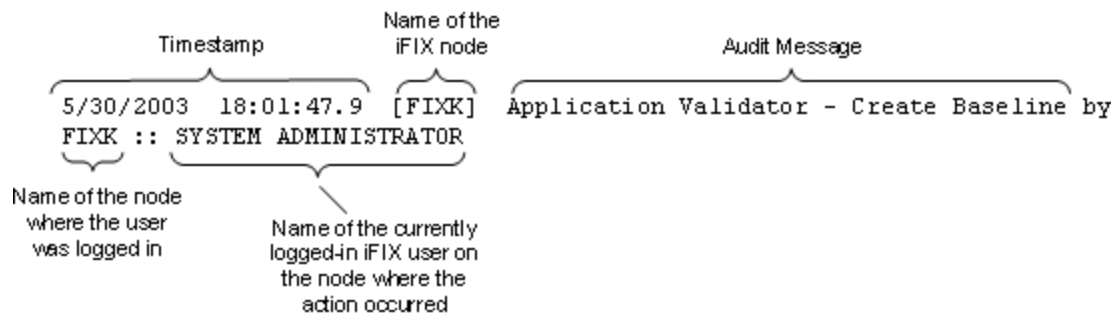 Name of the
iFIX node
Timestamp
Audit Message
5/30/2003 18:01:47.9 [FIXK] Application Validator - Create Baseline by
FIXK :: SYSTEM ADMINISTRATOR
Name of the node
where the user
was logged in
Name of the currently
logged-in iFIX user on
the node where the
action occurred